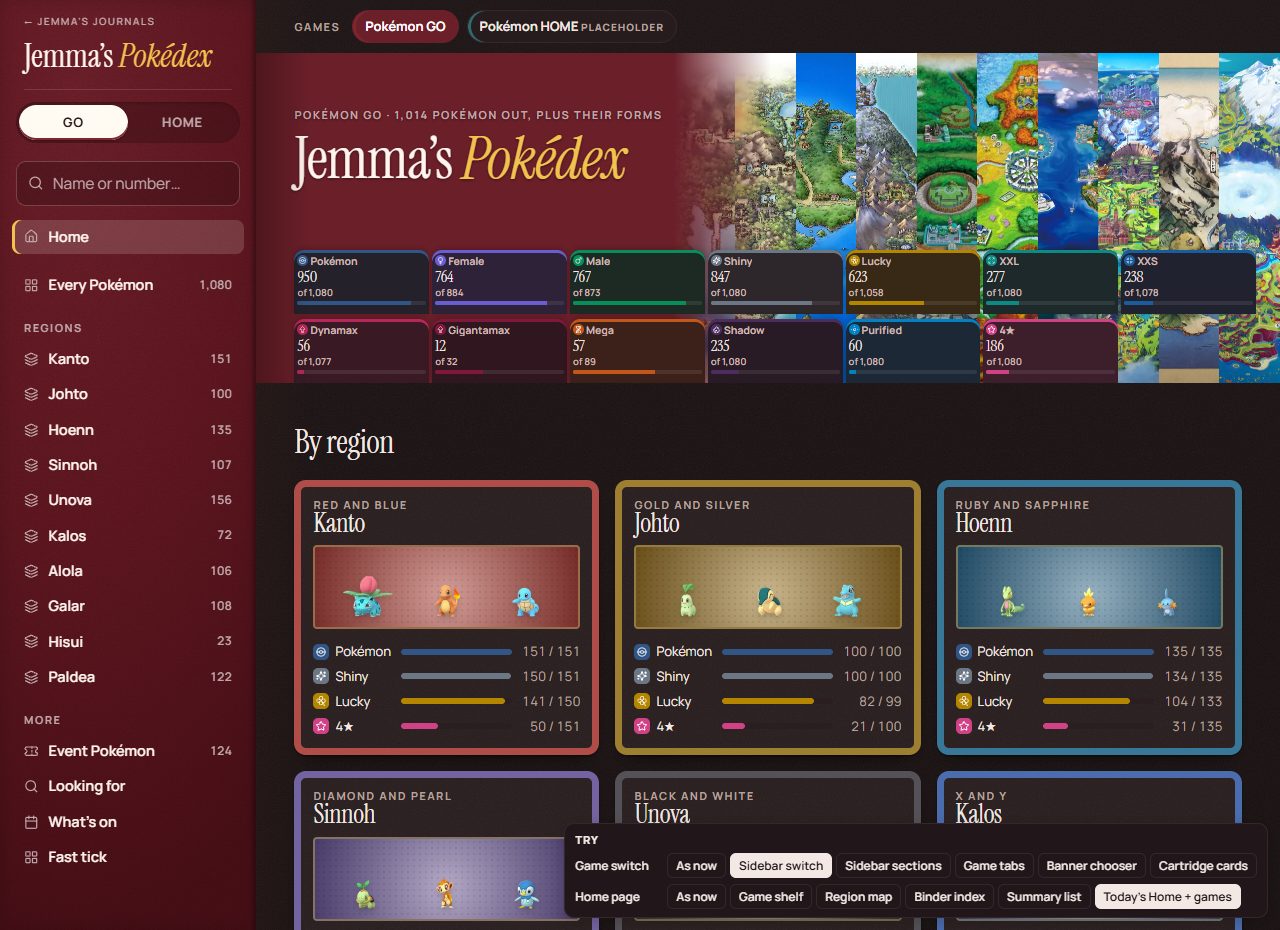 ← JEMMA'S JOURNALS
Jemma's Pokédex
GO HOME
Name or number...
Home
Every Pokémon 1,080
REGIONS
Kanto 151
Johto 100
Hoenn 135
Sinnoh 107
Unova 156
Kalos 72
Alola 106
Galar 108
Hisui 23
Paldea 122
MORE
Event Pokémon 124
Looking for
What's on
Fast tick
GAMES Pokémon GO Pokémon HOME PLACEHOLDER
POKÉMON GO · 1,014 POKÉMON OUT, PLUS THEIR FORMS
Jemma's Pokédex
Pokémon Female Male Shiny Lucky XXL XXS
950 764 767 847 623 277 238
of 1,080 of 884 of 873 of 1,080 of 1,058 of 1,080 of 1,078
Dynamax Gigantamax Mega Shadow Purified 4★
56 12 57 235 60 186
of 1,077 of 32 of 89 of 1,080 of 1,080 of 1,080
By region
RED AND BLUE
Kanto
Pokémon 151 / 151
Shiny 150 / 151
Lucky 141 / 150
4★ 50 / 151
GOLD AND SILVER
Johto
Pokémon 100 / 100
Shiny 100 / 100
Lucky 82 / 99
4★ 21 / 100
RUBY AND SAPPHIRE
Hoenn
Pokémon 135 / 135
Shiny 134 / 135
Lucky 104 / 133
4★ 31 / 135
DIAMOND AND PEARL
Sinnoh
BLACK AND WHITE
Unova
X AND Y
Kalos
TRY
Game switch As now Sidebar switch Sidebar sections Game tabs Banner chooser Cartridge cards
Home page As now Game shelf Region map Binder index Summary list Today's Home + games